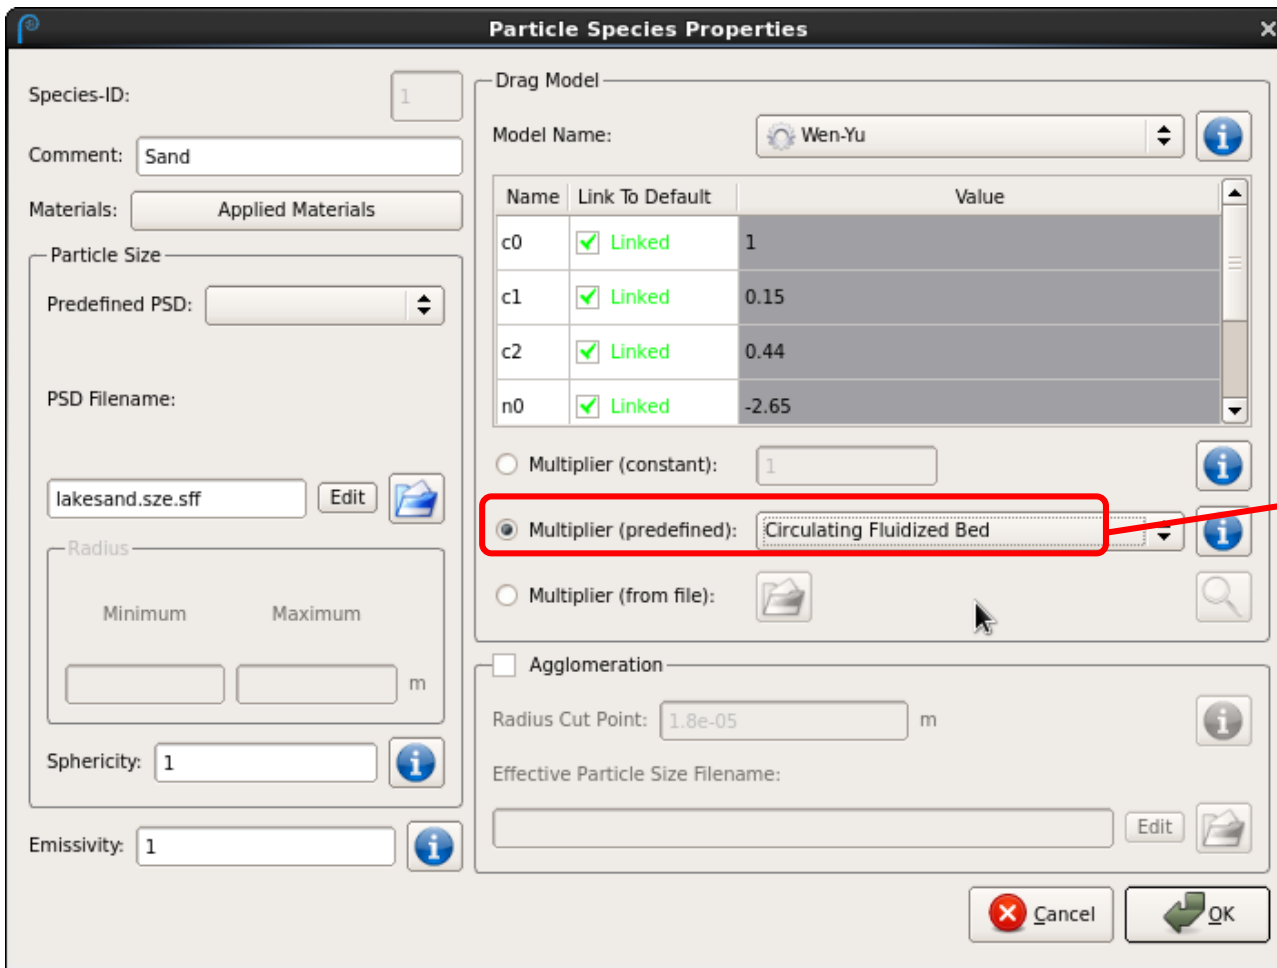 Particle Species Properties
Species-ID: 1
Comment: Sand
Materials: Applied Materials
Particle Size
Predefined PSD:
PSD Filename:
lakesand.sze.sff Edit
Radius
Minimum Maximum
m
Sphericity: 1
Emissivity: 1
Drag Model
Model Name: Wen-Yu
Name Link To Default Value
c0 Linked 1
c1 Linked 0.15
c2 Linked 0.44
n0 Linked -2.65
Multiplier (constant): 1
Multiplier (predefined): Circulating Fluidized Bed
Multiplier (from file):
Agglomeration
Radius Cut Point: 1.8e-05 m
Effective Particle Size Filename:
Edit
Cancel OK